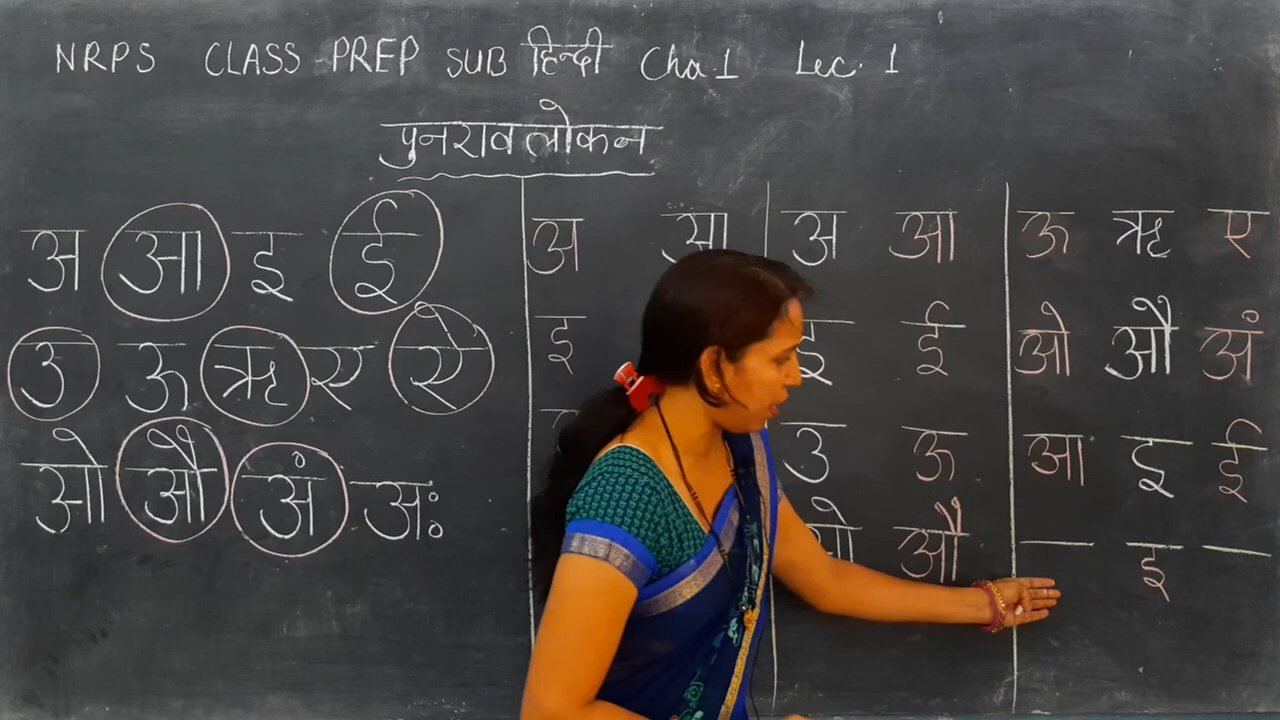 NRPS CLASS PREP SUB हिन्दी Cha.1 Lec. 1
पुनरावलोकन
अ आ इ ई
उ ऊ ऋ ए ऐ
ओ औ अं अः
अ आ
इ
अ आ
इ ई
उ ऊ
ओ औ
ऊ ऋ ए
ओ औ अं
आ इ ई
_ इ _